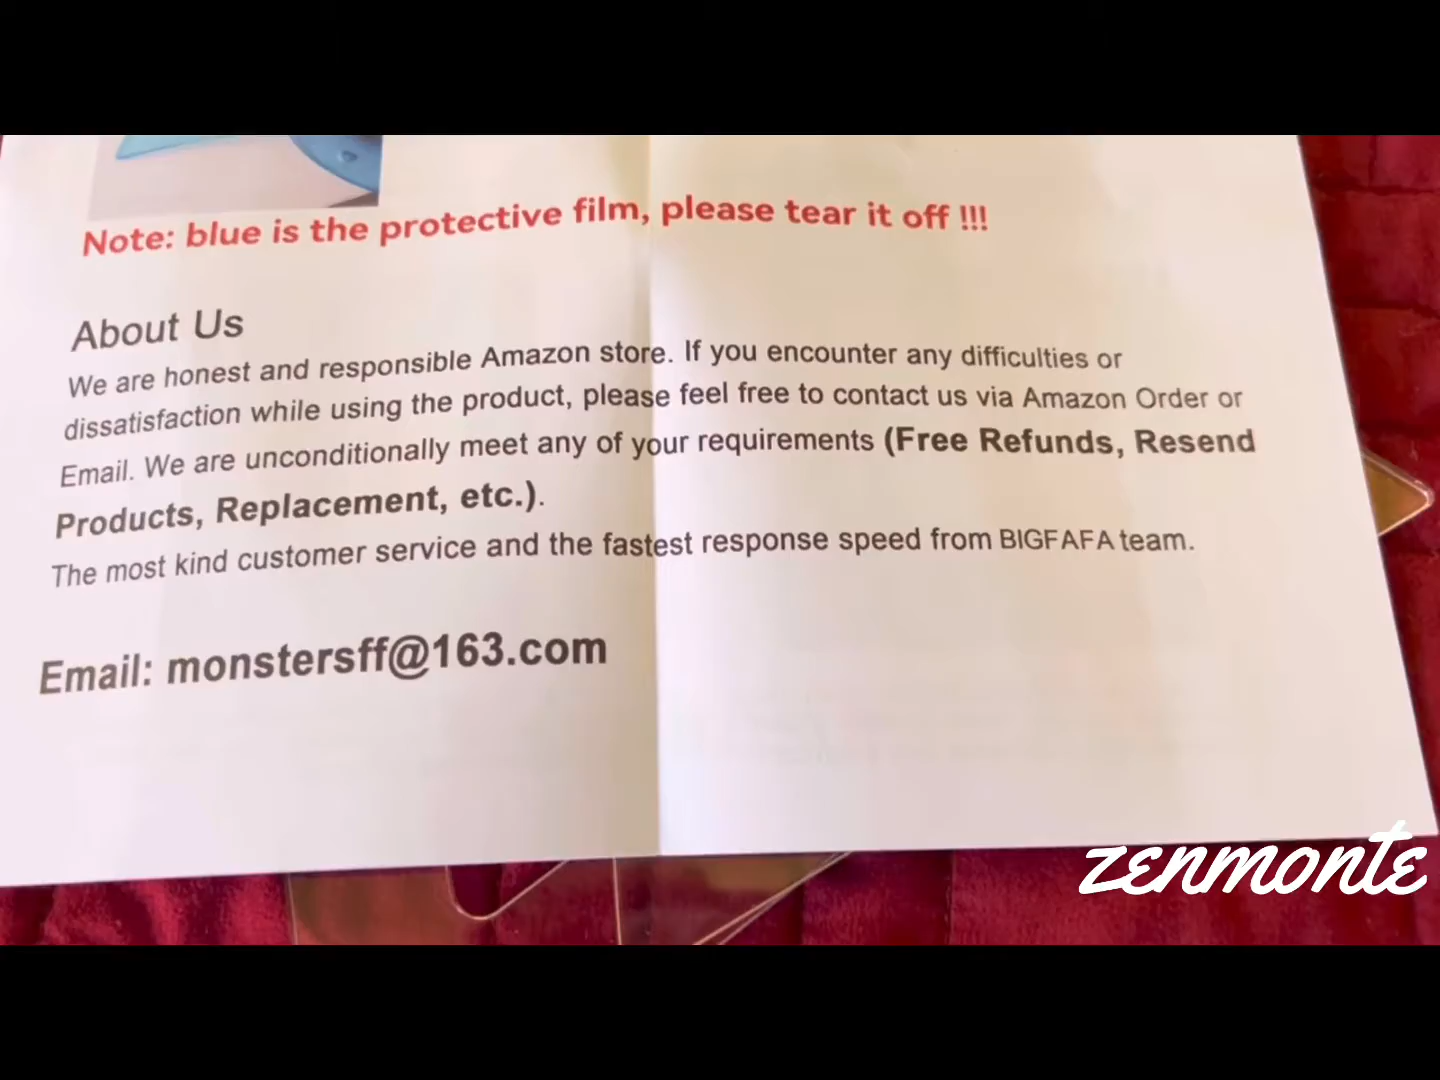 Note: blue is the protective film, please tear it off !!!
About Us
We are honest and responsible Amazon store. If you encounter any difficulties or
dissatisfaction while using the product, please feel free to contact us via Amazon Order or
Email. We are unconditionally meet any of your requirements (Free Refunds, Resend
Products, Replacement, etc.).
The most kind customer service and the fastest response speed from BIGFAFA team.
Email: monstersff@163.com
zenmonte